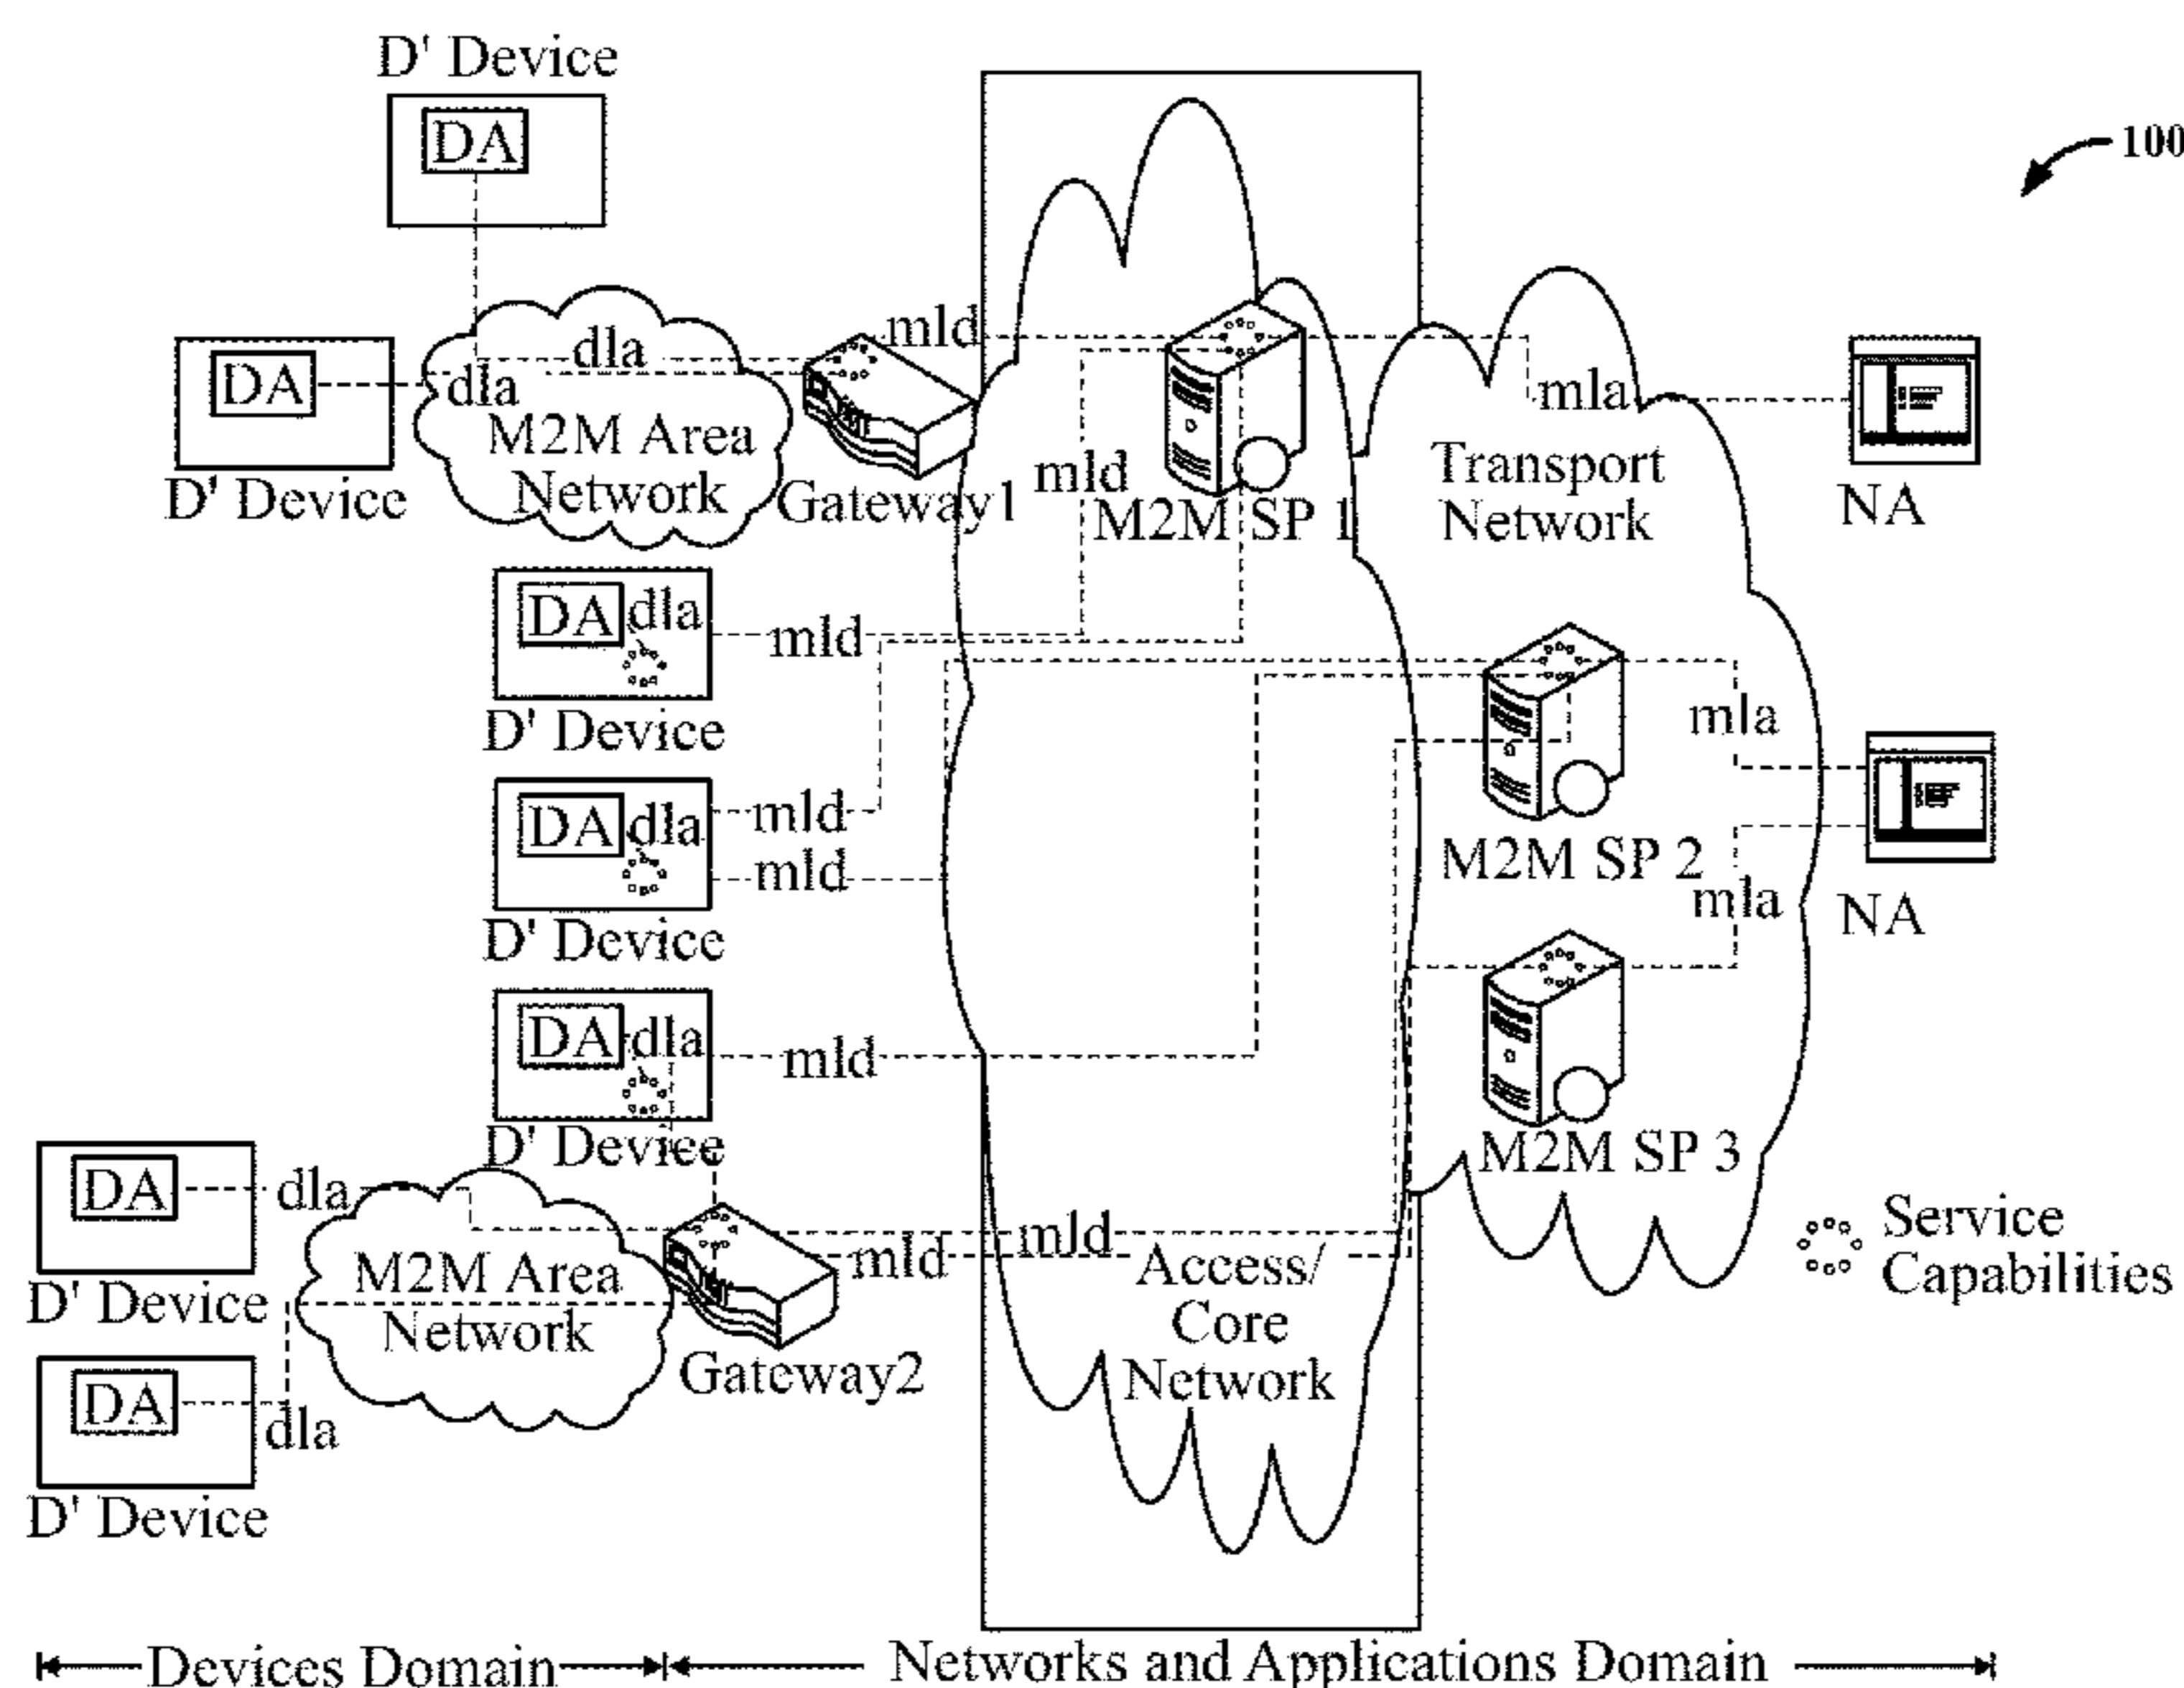 D' Device
DA
100
mld
dla
DA
dla
mla
M2M Area
Network
Transport
Network
mld
D' Device
Gateway1
M2M SP 1
NA
DA
dla
mld
D' Device
mla
DA
dla
mld
mld
M2M SP 2
mla
NA
D' Device
DA
dla
mld
D' Device
M2M SP 3
DA
dla
Service
Capabilities
mld
mld
Access/
Core
Network
M2M Area
Network
D' Device
Gateway2
DA
dla
D' Device
Devices Domain
Networks and Applications Domain